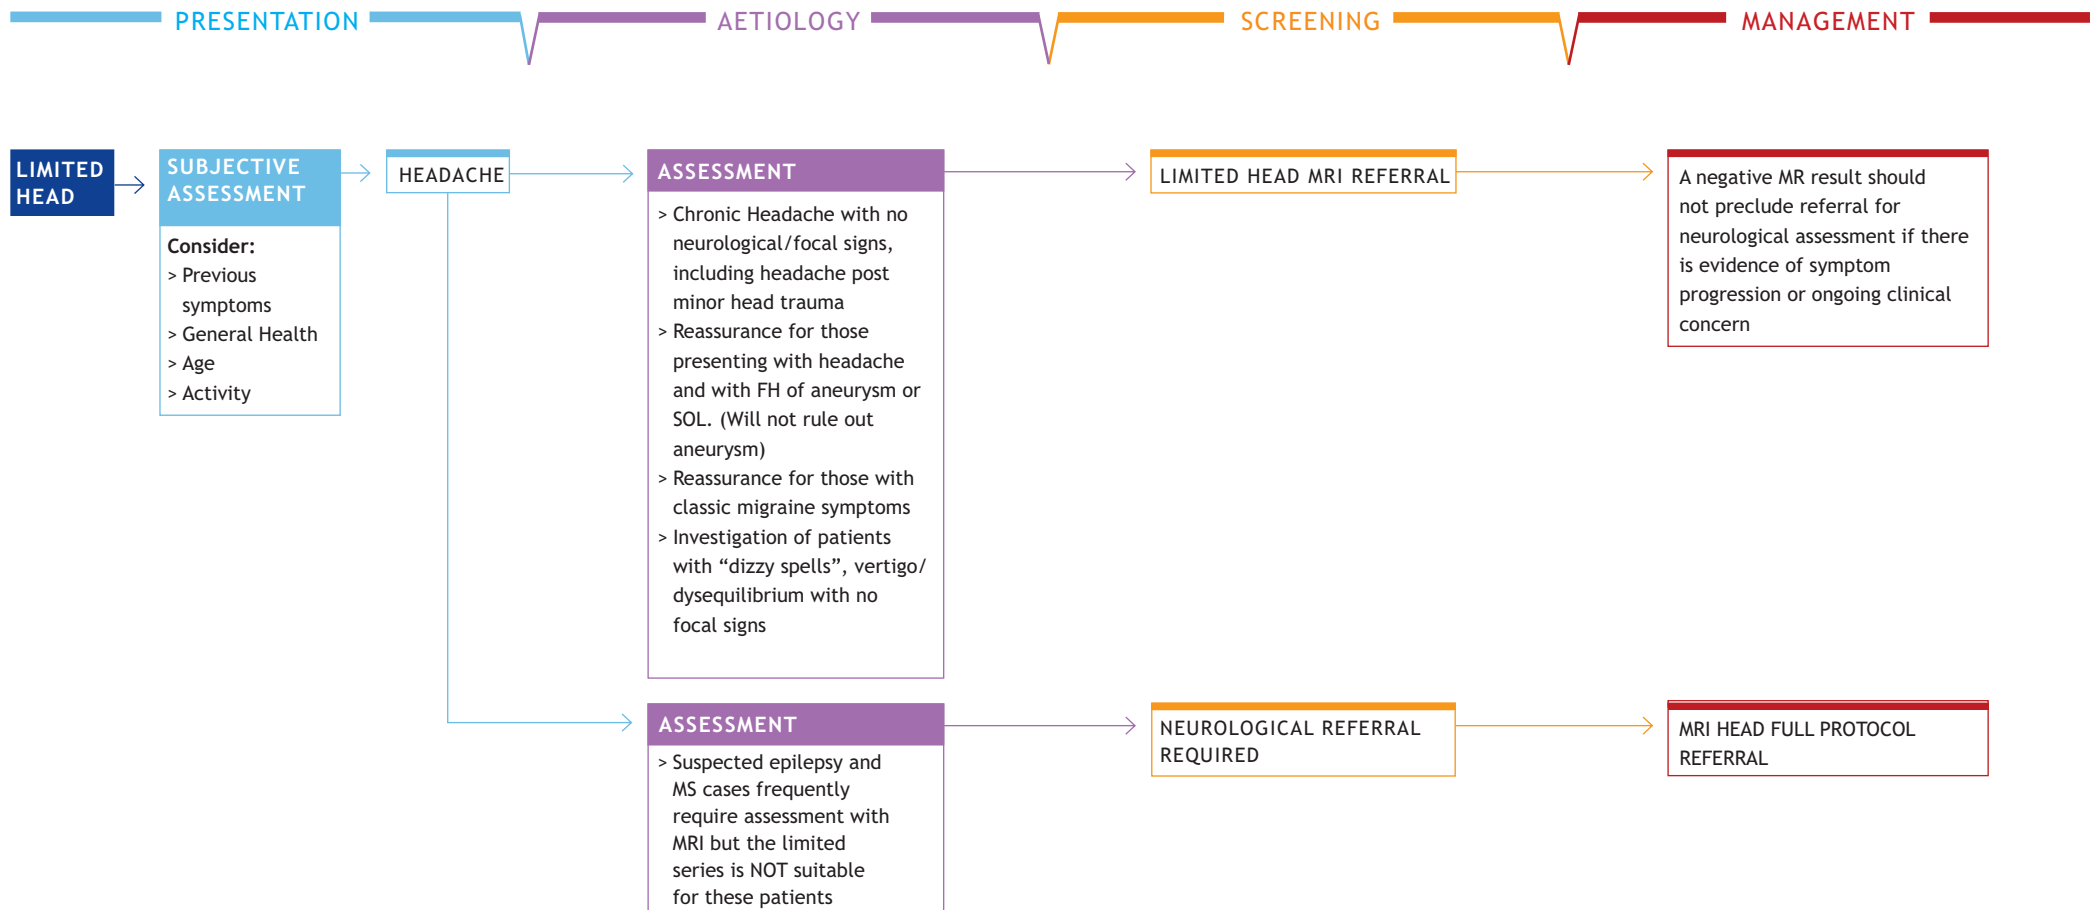 PRESENTATION
AETIOLOGY
SCREENING
MANAGEMENT
LIMITED
HEAD
SUBJECTIVE
ASSESSMENT
Consider:
> Previous
symptoms
> General Health
> Age
> Activity
HEADACHE
ASSESSMENT
> Chronic Headache with no
neurological/focal signs,
including headache post
minor head trauma
> Reassurance for those
presenting with headache
and with FH of aneurysm or
SOL. (Will not rule out
aneurysm)
> Reassurance for those with
classic migraine symptoms
> Investigation of patients
with “dizzy spells”, vertigo/
dysequilibrium with no
focal signs
LIMITED HEAD MRI REFERRAL
A negative MR result should
not preclude referral for
neurological assessment if there
is evidence of symptom
progression or ongoing clinical
concern
ASSESSMENT
> Suspected epilepsy and
MS cases frequently
require assessment with
MRI but the limited
series is NOT suitable
for these patients
NEUROLOGICAL REFERRAL
REQUIRED
MRI HEAD FULL PROTOCOL
REFERRAL